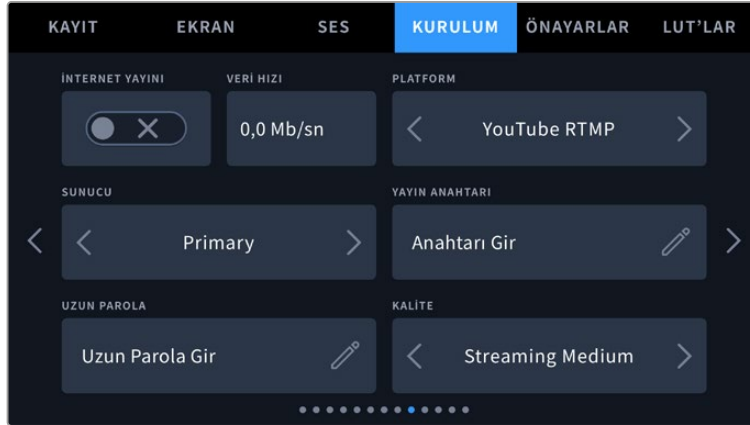 KAYIT EKRAN SES KURULUM ÖNAYARLAR LUT’LAR
İNTERNET YAYINI VERİ HIZI PLATFORM
0,0 Mb/sn YouTube RTMP
SUNUCU YAYIN ANAHTARI
Primary Anahtarı Gir
UZUN PAROLA KALİTE
Uzun Parola Gir Streaming Medium